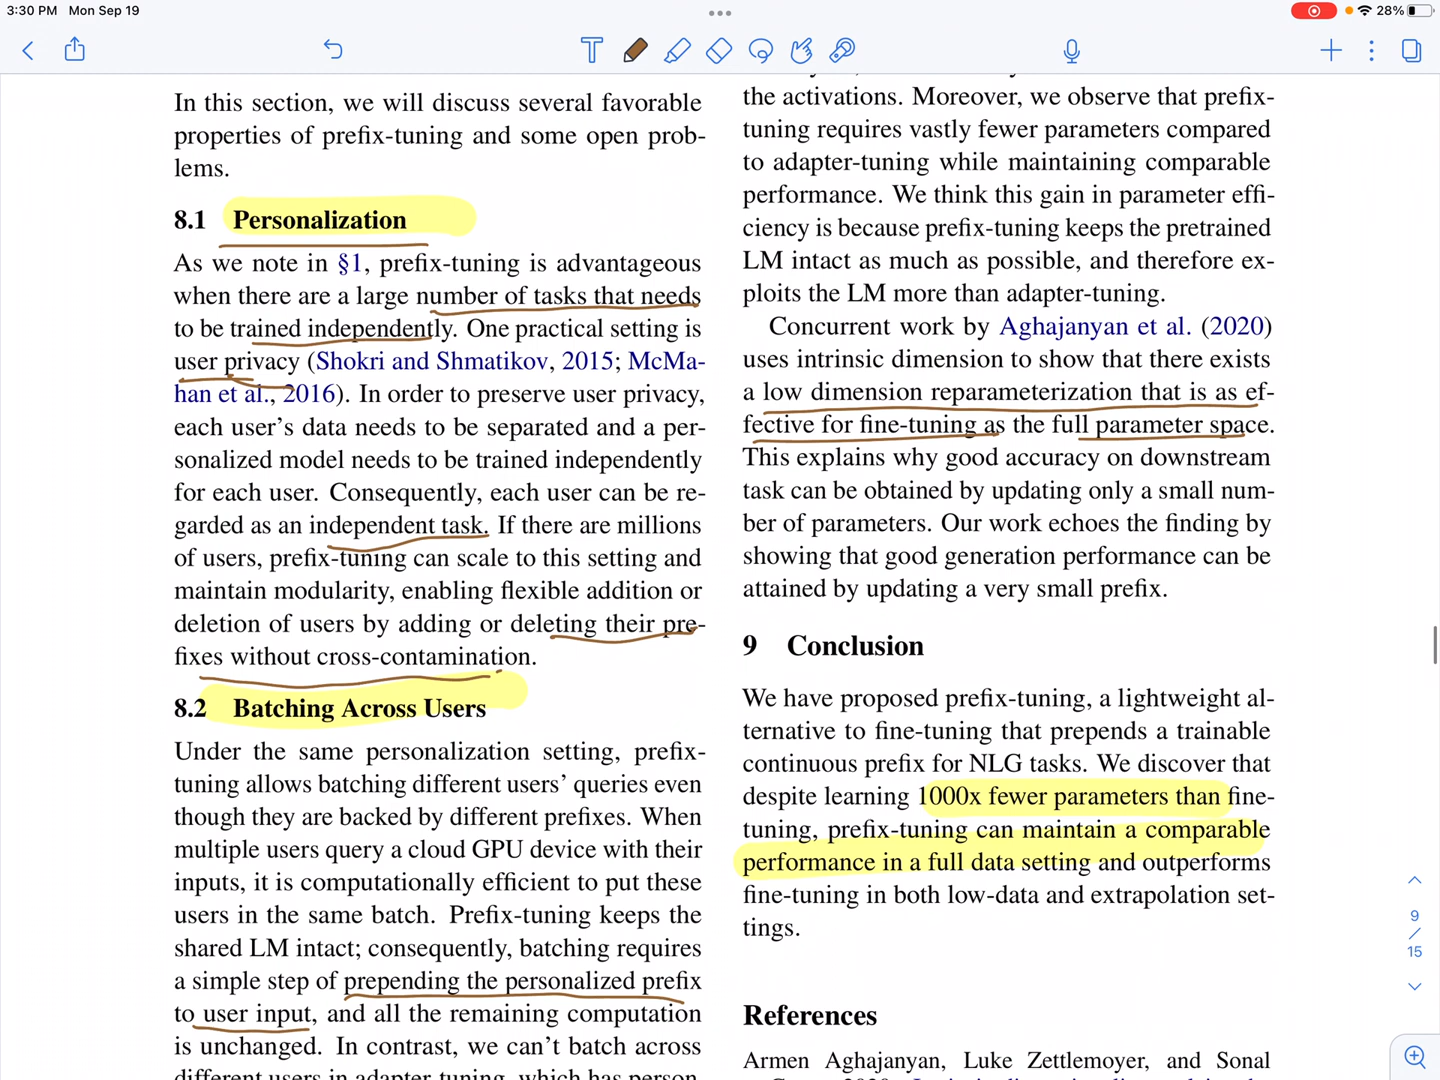 3:30 PM Mon Sep 19
28%
In this section, we will discuss several favorable
properties of prefix-tuning and some open prob-
lems.
8.1 Personalization
As we note in §1, prefix-tuning is advantageous
when there are a large number of tasks that needs
to be trained independently. One practical setting is
user privacy (Shokri and Shmatikov, 2015; McMa-
han et al., 2016). In order to preserve user privacy,
each user's data needs to be separated and a per-
sonalized model needs to be trained independently
for each user. Consequently, each user can be re-
garded as an independent task. If there are millions
of users, prefix-tuning can scale to this setting and
maintain modularity, enabling flexible addition or
deletion of users by adding or deleting their pre-
fixes without cross-contamination.
8.2 Batching Across Users
Under the same personalization setting, prefix-
tuning allows batching different users' queries even
though they are backed by different prefixes. When
multiple users query a cloud GPU device with their
inputs, it is computationally efficient to put these
users in the same batch. Prefix-tuning keeps the
shared LM intact; consequently, batching requires
a simple step of prepending the personalized prefix
to user input, and all the remaining computation
is unchanged. In contrast, we can't batch across
different users in adapter-tuning, which has person-
the activations. Moreover, we observe that prefix-
tuning requires vastly fewer parameters compared
to adapter-tuning while maintaining comparable
performance. We think this gain in parameter effi-
ciency is because prefix-tuning keeps the pretrained
LM intact as much as possible, and therefore ex-
ploits the LM more than adapter-tuning.
Concurrent work by Aghajanyan et al. (2020)
uses intrinsic dimension to show that there exists
a low dimension reparameterization that is as ef-
fective for fine-tuning as the full parameter space.
This explains why good accuracy on downstream
task can be obtained by updating only a small num-
ber of parameters. Our work echoes the finding by
showing that good generation performance can be
attained by updating a very small prefix.
9 Conclusion
We have proposed prefix-tuning, a lightweight al-
ternative to fine-tuning that prepends a trainable
continuous prefix for NLG tasks. We discover that
despite learning 1000x fewer parameters than fine-
tuning, prefix-tuning can maintain a comparable
performance in a full data setting and outperforms
fine-tuning in both low-data and extrapolation set-
tings.
References
Armen Aghajanyan, Luke Zettlemoyer, and Sonal
9
/
15